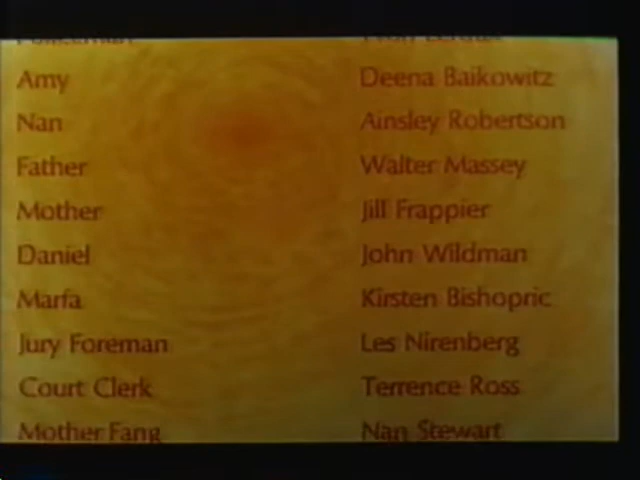 Policeman
Amy Deena Baikowitz
Nan Ainsley Robertson
Father Walter Massey
Mother Jill Frappier
Daniel John Wildman
Marfa Kirsten Bishopric
Jury Foreman Les Nirenberg
Court Clerk Terrence Ross
Mother Fang Nan Stewart